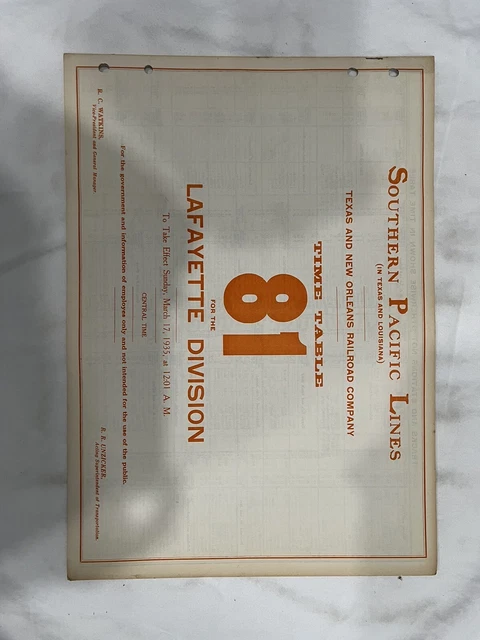 SOUTHERN PACIFIC LINES
(IN TEXAS AND LOUISIANA)
TEXAS AND NEW ORLEANS RAILROAD COMPANY
TIME TABLE
81
FOR THE
LAFAYETTE DIVISION
To Take Effect Sunday, March 17, 1935, at 12:01 A. M.
CENTRAL TIME
For the government and information of employes only and not intended for the use of the public.
R. C. WATKINS,
Vice-President and General Manager
R. R. UNZICKER,
Acting Superintendent of Transportation